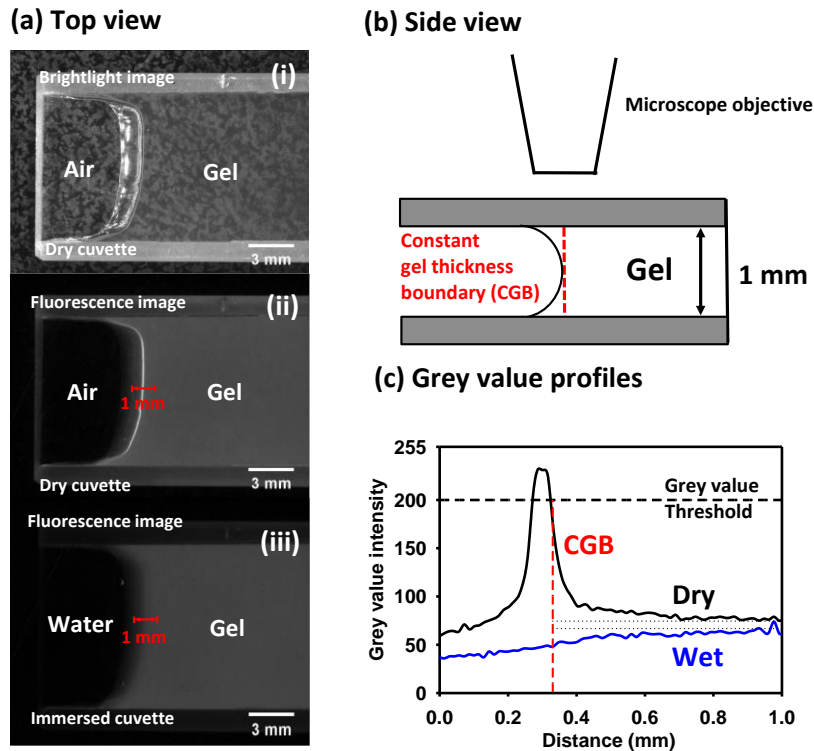 (a) Top view
Brightlight image
(i)
Air
Gel
Dry cuvette
3 mm
Fluorescence image
(ii)
Air
1 mm
Gel
Dry cuvette
3 mm
Fluorescence image
(iii)
Water
1 mm
Gel
Immersed cuvette
3 mm
(b) Side view
Microscope objective
Constant
gel thickness
boundary (CGB)
Gel
1 mm
(c) Grey value profiles
Grey value intensity
255
200
150
100
50
0
Grey value
Threshold
CGB
Dry
Wet
0.0 0.2 0.4 0.6 0.8 1.0
Distance (mm)